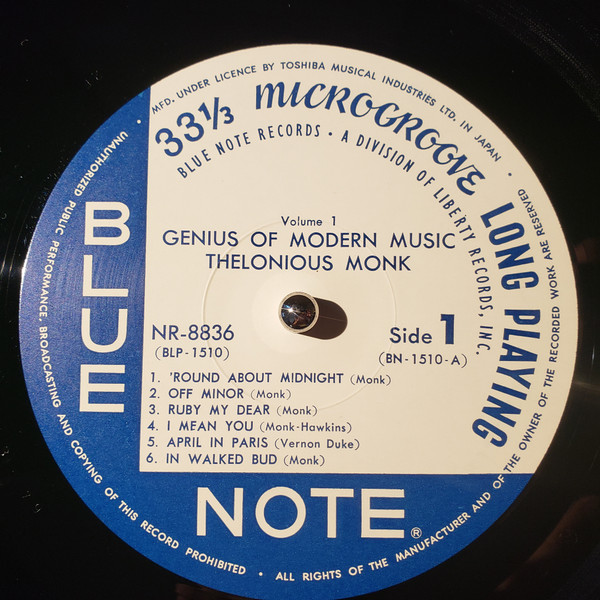 MFD. UNDER LICENCE BY TOSHIBA MUSICAL INDUSTRIES LTD. IN JAPAN
33⅓ MICROGROOVE LONG PLAYING
BLUE NOTE RECORDS • A DIVISION OF LIBERTY RECORDS, INC.
Volume 1
GENIUS OF MODERN MUSIC
THELONIOUS MONK
NR-8836
(BLP-1510)
Side 1
(BN-1510-A)
1. 'ROUND ABOUT MIDNIGHT (Monk)
2. OFF MINOR (Monk)
3. RUBY MY DEAR (Monk)
4. I MEAN YOU (Monk-Hawkins)
5. APRIL IN PARIS (Vernon Duke)
6. IN WALKED BUD (Monk)
BLUE
NOTE®
UNAUTHORIZED PUBLIC PERFORMANCE, BROADCASTING AND COPYING OF THIS RECORD PROHIBITED • ALL RIGHTS OF THE MANUFACTURER AND OF THE OWNER OF THE RECORDED WORK ARE RESERVED